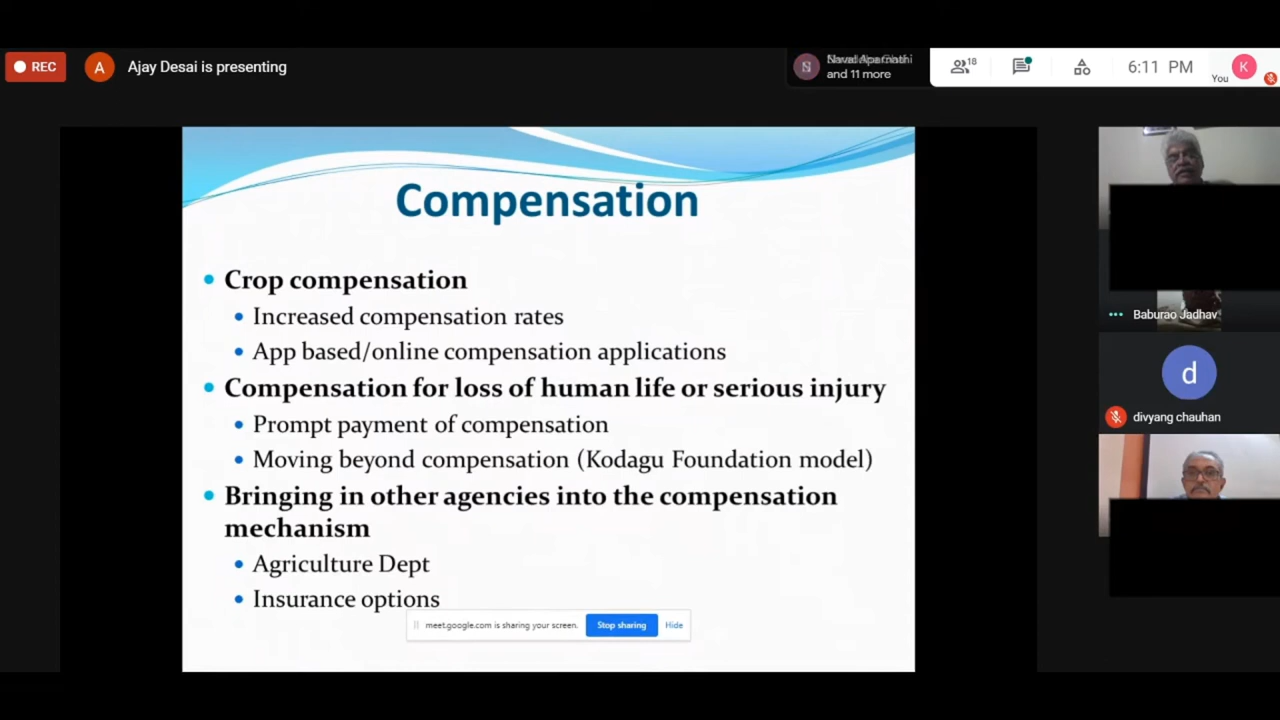 REC
A
Ajay Desai is presenting
S
and 11 more
18
6:11 PM
You
K
Compensation
Crop compensation
Increased compensation rates
App based/online compensation applications
Compensation for loss of human life or serious injury
Prompt payment of compensation
Moving beyond compensation (Kodagu Foundation model)
Bringing in other agencies into the compensation
mechanism
Agriculture Dept
Insurance options
meet.google.com is sharing your screen.
Stop sharing
Hide
Baburao Jadhav
d
divyang chauhan